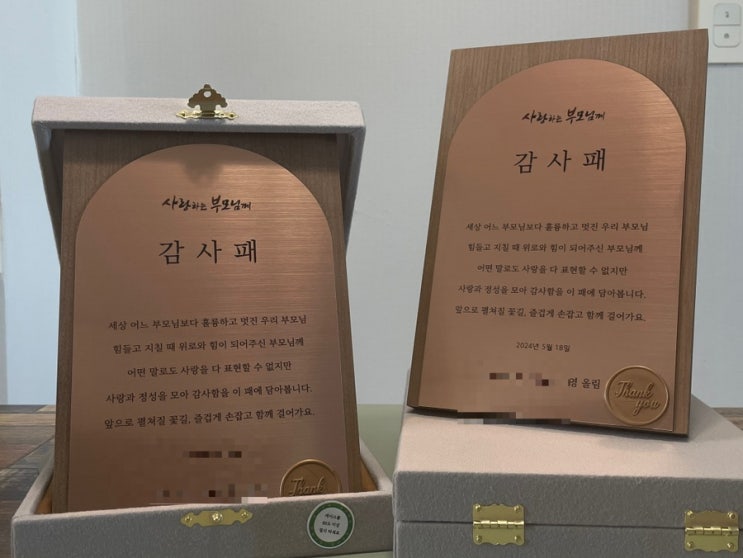 사랑하는 부모님께
감사패
세상 어느 부모님보다 훌륭하고 멋진 우리 부모님
힘들고 지칠 때 위로와 힘이 되어주신 부모님께
어떤 말로도 사랑을 다 표현할 수 없지만
사랑과 정성을 모아 감사함을 이 패에 담아봅니다.
앞으로 펼쳐질 꽃길, 즐겁게 손잡고 함께 걸어가요.
Thank
사랑하는 부모님께
감사패
세상 어느 부모님보다 훌륭하고 멋진 우리 부모님
힘들고 지칠 때 위로와 힘이 되어주신 부모님께
어떤 말로도 사랑을 다 표현할 수 없지만
사랑과 정성을 모아 감사함을 이 패에 담아봅니다.
앞으로 펼쳐질 꽃길, 즐겁게 손잡고 함께 걸어가요.
2024년 5월 18일
올림
Thank
you